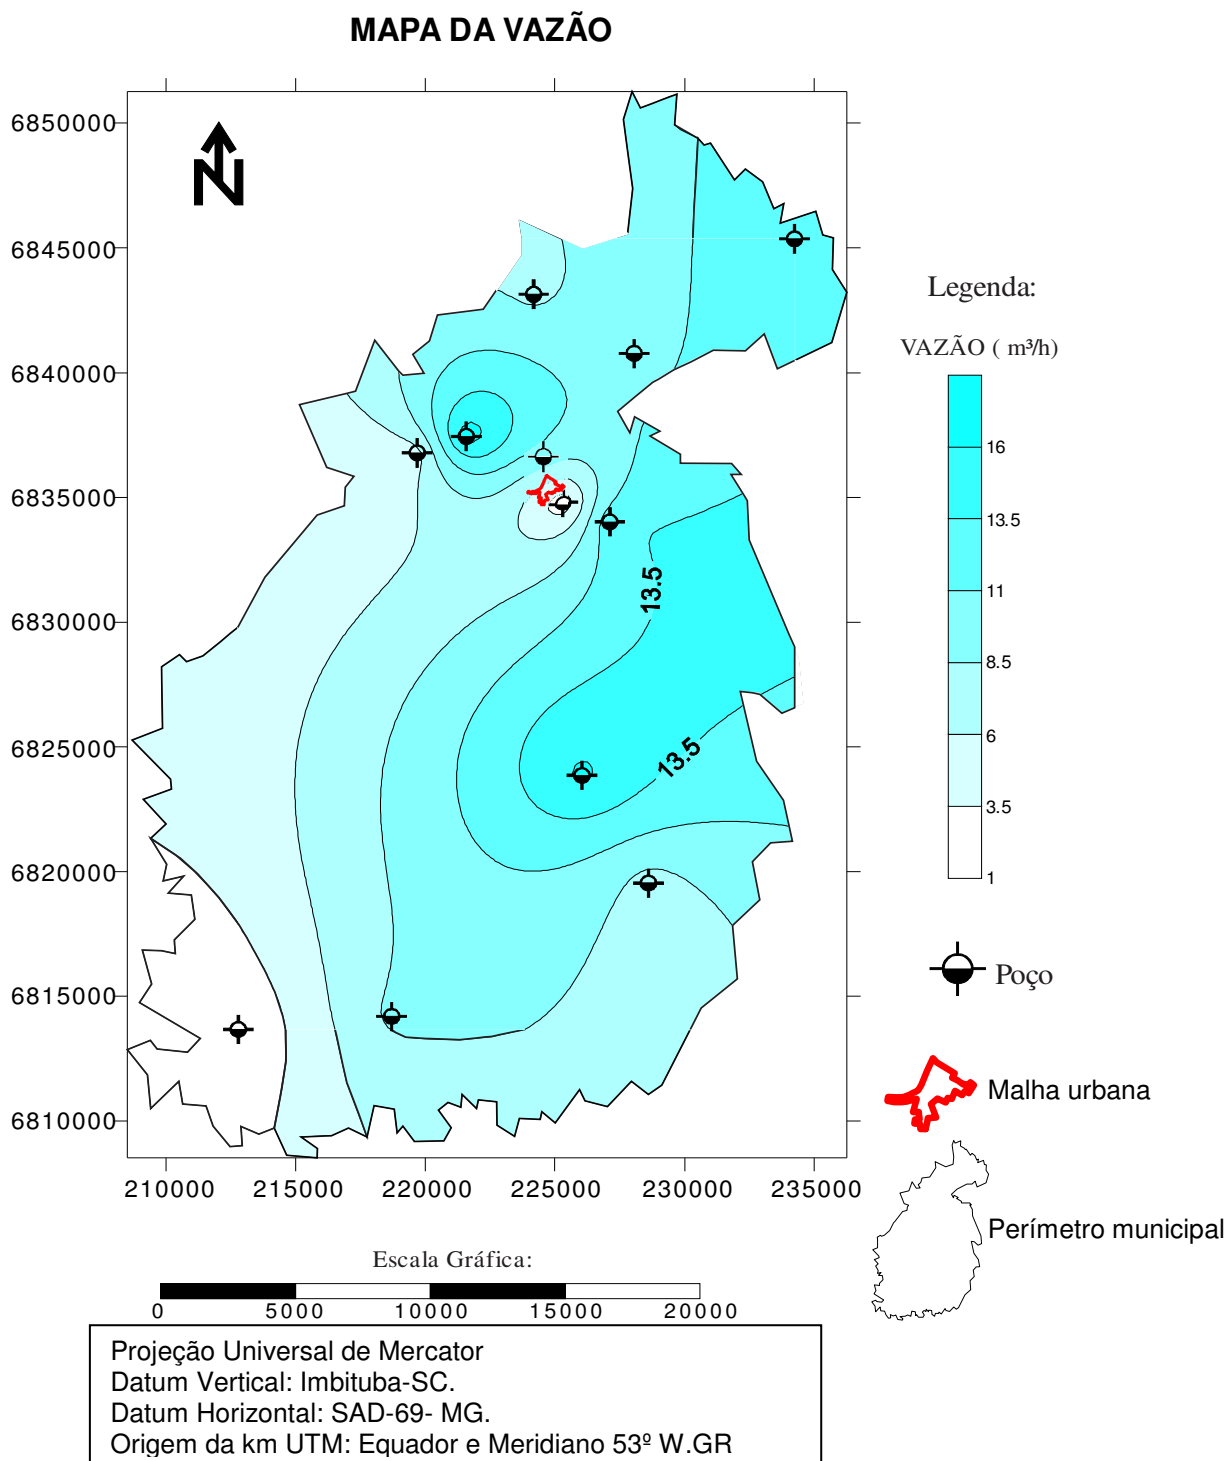 MAPA DA VAZÃO
6850000
6845000
6840000
6835000
6830000
6825000
6820000
6815000
6810000
210000 215000 220000 225000 230000 235000
N
13.5
13.5
Legenda:
VAZÃO ( m³/h)
16
13.5
11
8.5
6
3.5
1
Poço
Malha urbana
Perímetro municipal
Escala Gráfica:
0 5000 10000 15000 20000
Projeção Universal de Mercator
Datum Vertical: Imbituba-SC.
Datum Horizontal: SAD-69- MG.
Origem da km UTM: Equador e Meridiano 53º W.GR